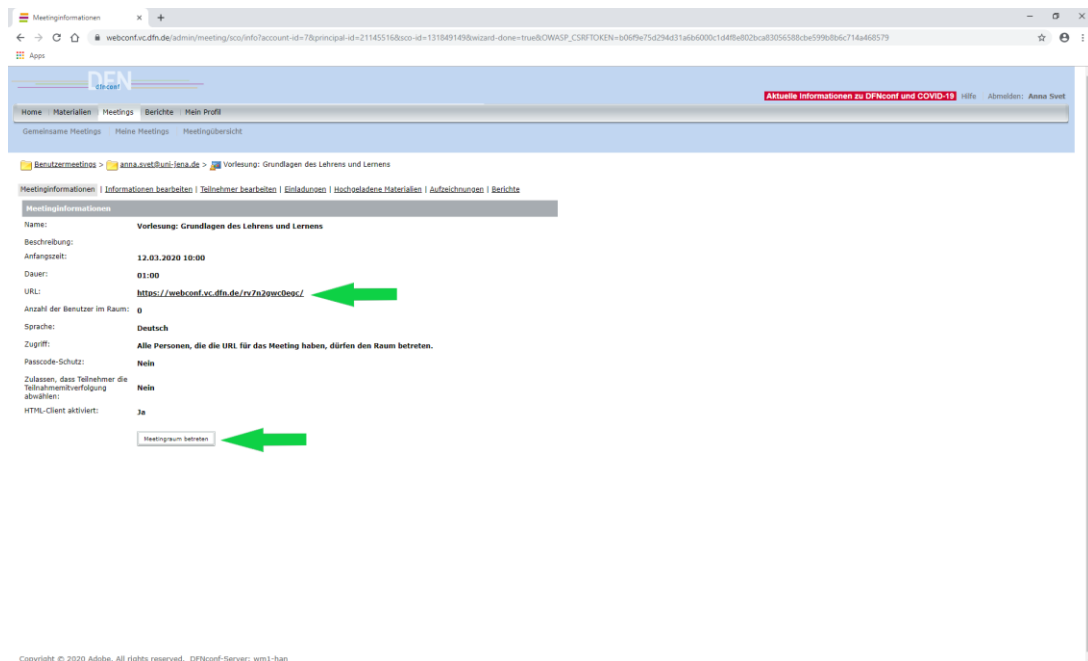 Meetinginformationen
webconf.vc.dfn.de/admin/meeting/sco/info?account-id=7&principal-id=21145516&sco-id=131849149&wizard-done=true&OWASP_CSRFTOKEN=b06f9e75d294d31a6b6000c1d4f8e802bca83056588cbe599b8b6c714a468579
Apps
DFN
dfnconf
Aktuelle Informationen zu DFNconf und COVID-19 Hilfe Abmelden: Anna Svet
Home Materialien Meetings Berichte Mein Profil
Gemeinsame Meetings Meine Meetings Meetingübersicht
Benutzermeetings > anna.svet@uni-jena.de > Vorlesung: Grundlagen des Lehrens und Lernens
Meetinginformationen | Informationen bearbeiten | Teilnehmer bearbeiten | Einladungen | Hochgeladene Materialien | Aufzeichnungen | Berichte
Meetinginformationen
Name: Vorlesung: Grundlagen des Lehrens und Lernens
Beschreibung:
Anfangszeit: 12.03.2020 10:00
Dauer: 01:00
URL: https://webconf.vc.dfn.de/rv7n2gwc0egc/
Anzahl der Benutzer im Raum: 0
Sprache: Deutsch
Zugriff: Alle Personen, die die URL für das Meeting haben, dürfen den Raum betreten.
Passcode-Schutz: Nein
Zulassen, dass Teilnehmer die
Teilnahmemitverfolgung Nein
abwählen:
HTML-Client aktiviert: Ja
Meetingraum betreten
Copyright © 2020 Adobe. All rights reserved. DFNconf-Server: wm1-han